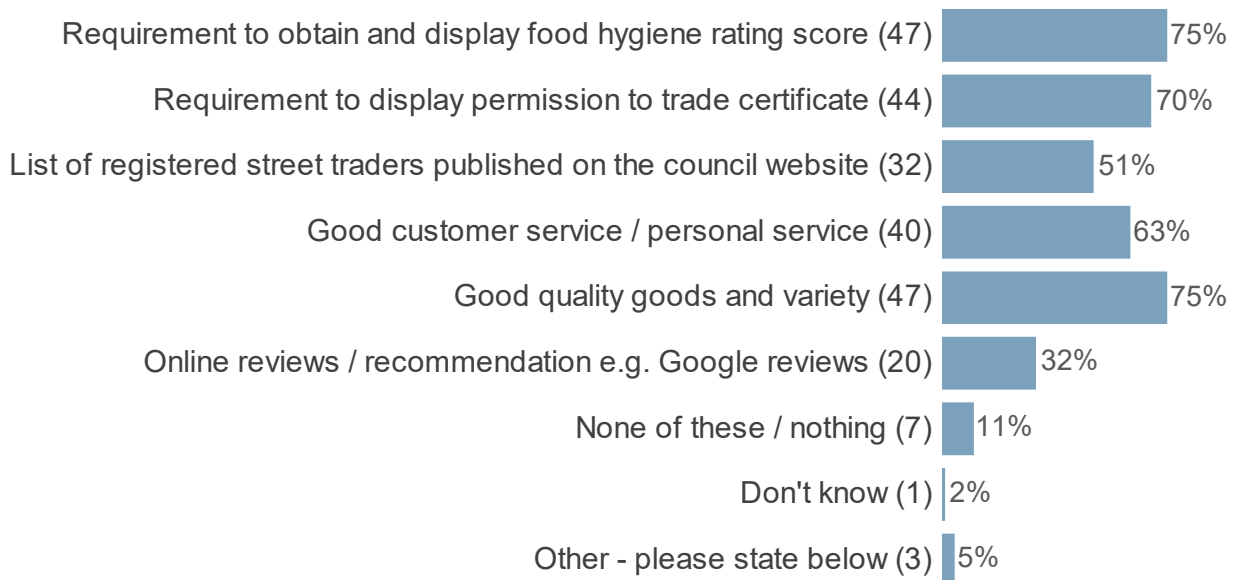 Requirement to obtain and display food hygiene rating score (47) 75%
Requirement to display permission to trade certificate (44) 70%
List of registered street traders published on the council website (32) 51%
Good customer service / personal service (40) 63%
Good quality goods and variety (47) 75%
Online reviews / recommendation e.g. Google reviews (20) 32%
None of these / nothing (7) 11%
Don't know (1) 2%
Other - please state below (3) 5%